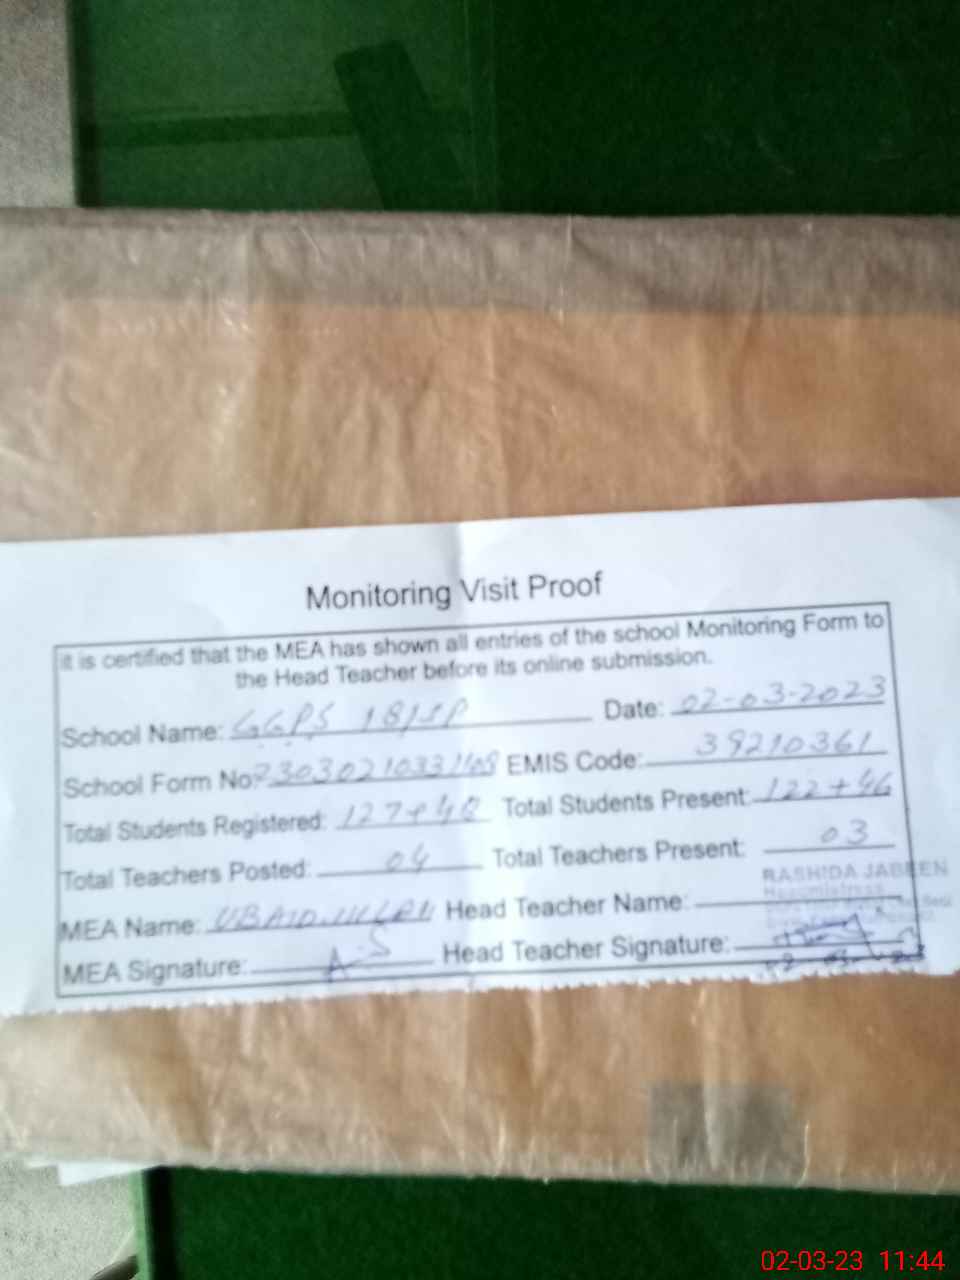 Monitoring Visit Proof
it is certified that the MEA has shown all entries of the school Monitoring Form to
the Head Teacher before its online submission.
School Name: GGPS 18/SP Date: 02-03-2023
School Form No: EMIS Code: 39210361
Total Students Registered: Total Students Present: 122+46
Total Teachers Posted: 04 Total Teachers Present: 03
MEA Name: Head Teacher Name: RASHIDA JABEEN
Headmistress
MEA Signature: Head Teacher Signature:
02-03-23 11:44